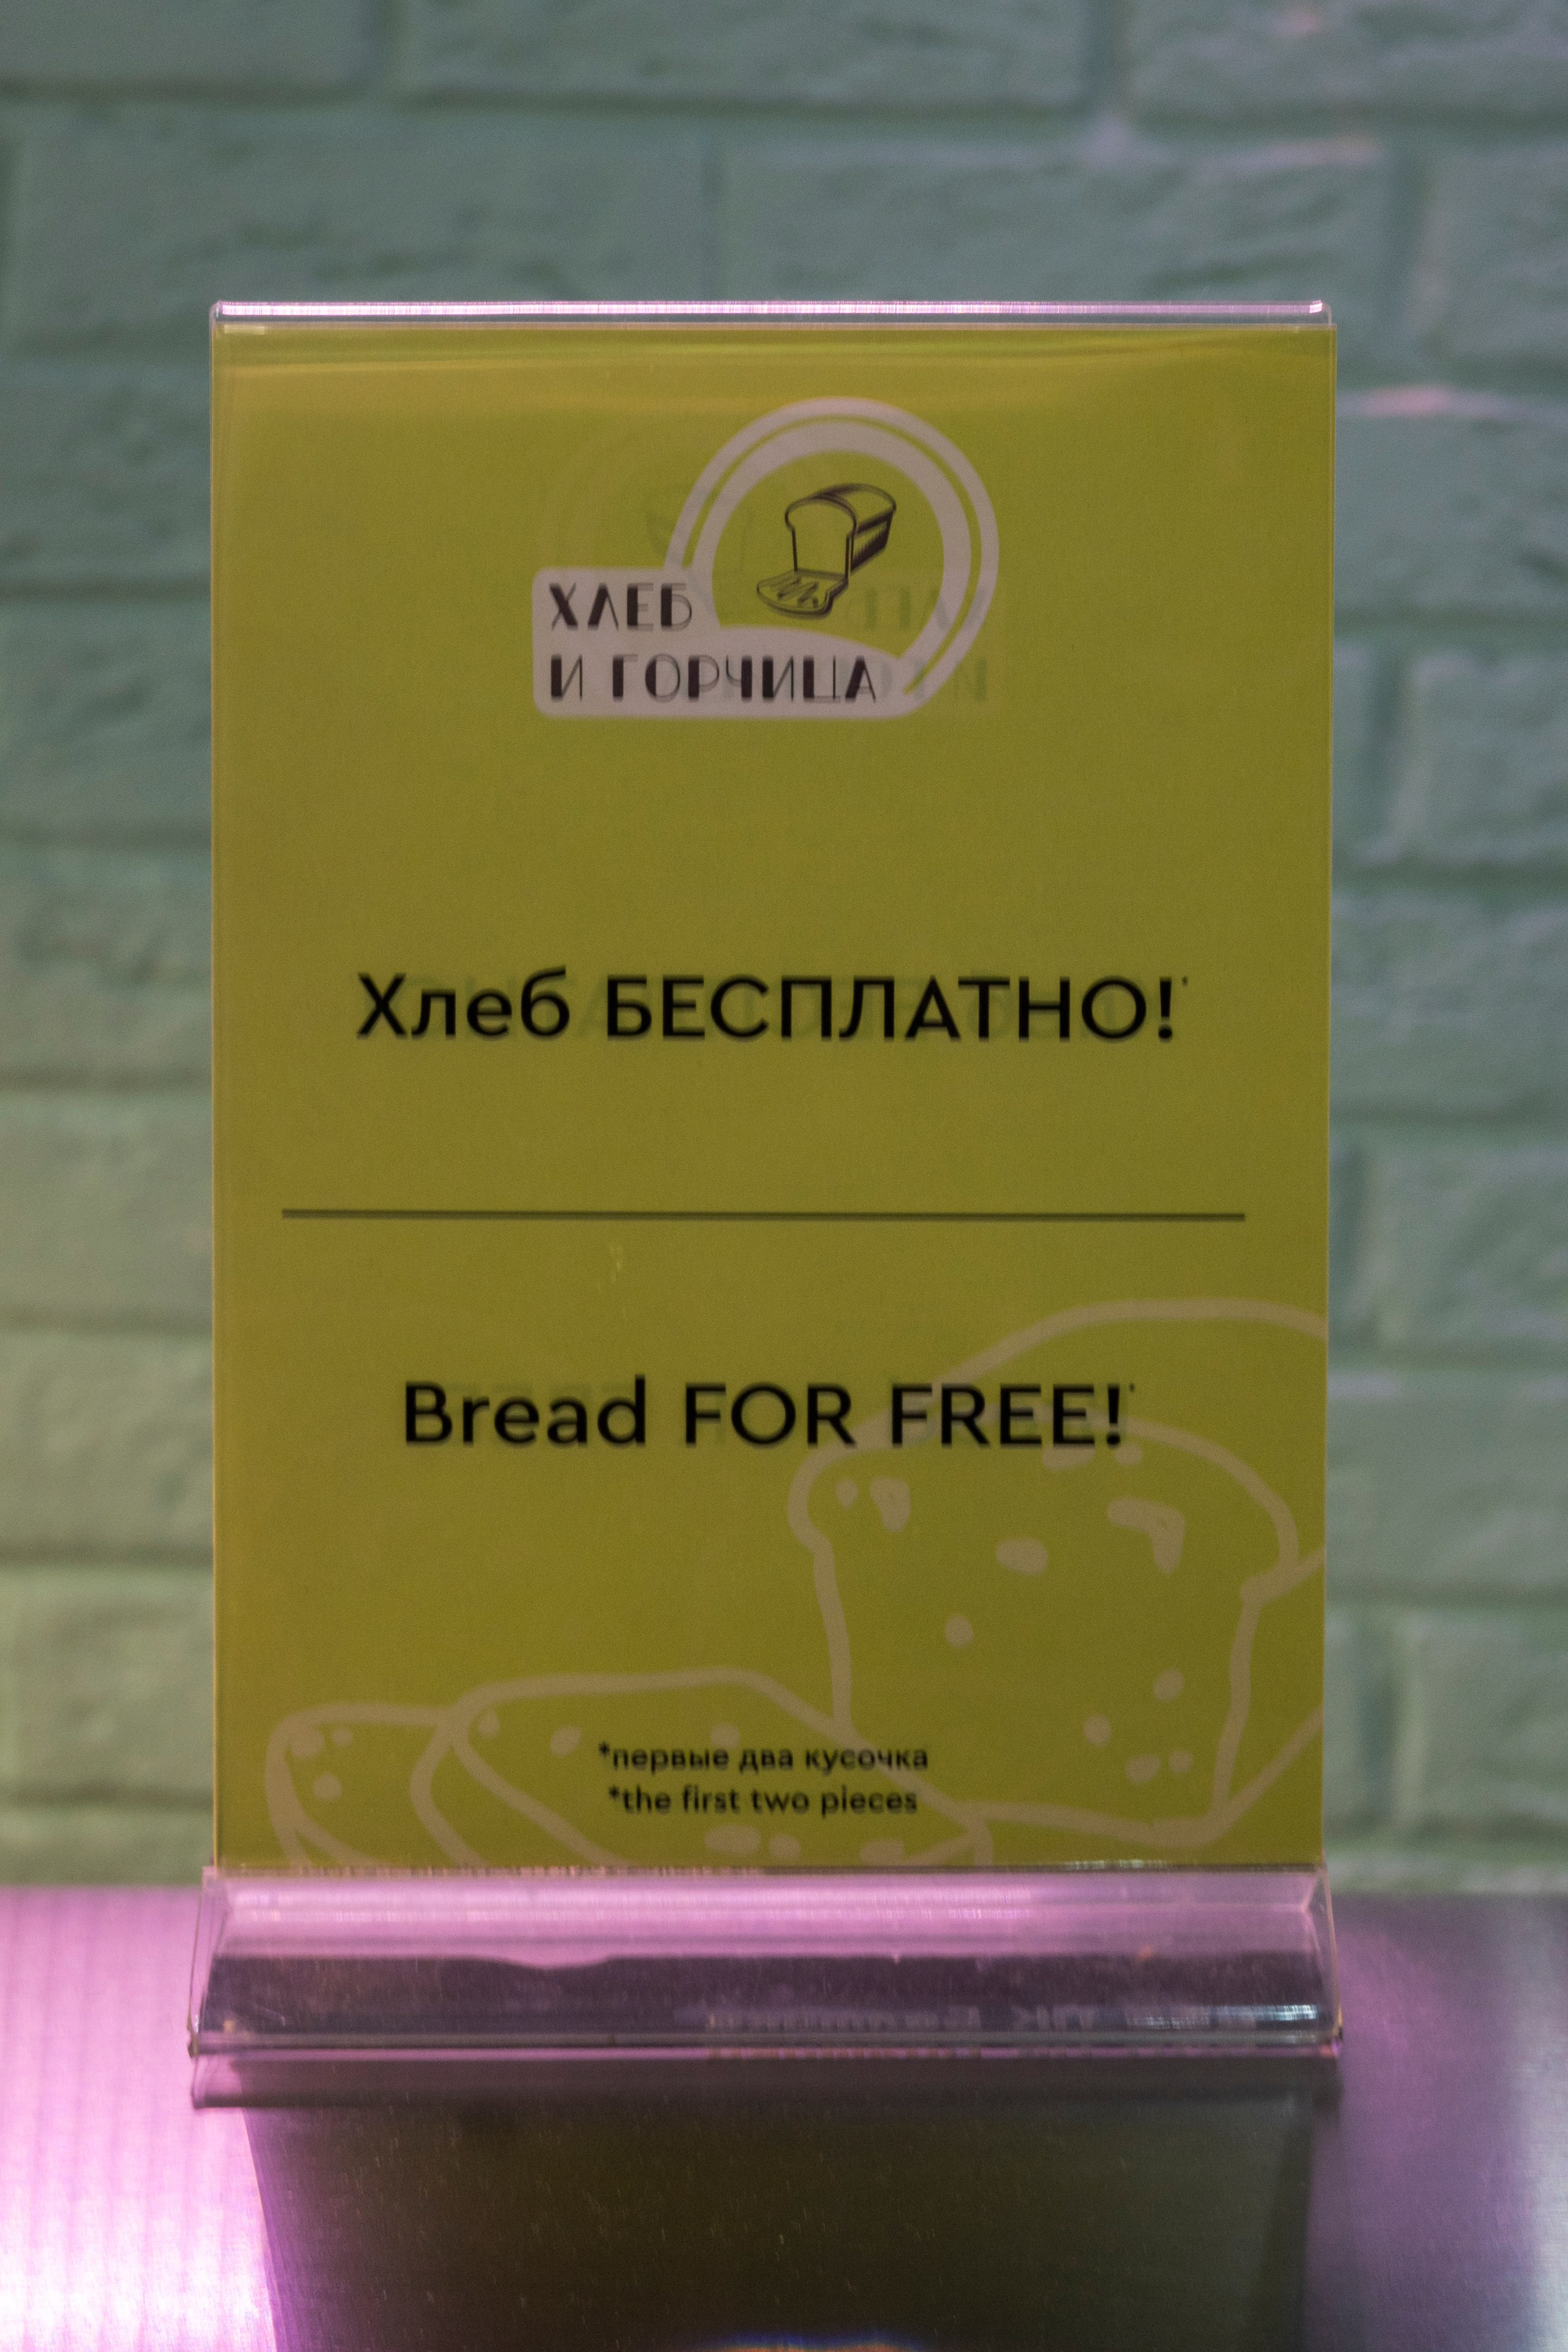 ХЛЕБ
И ГОРЧИЦА
Хлеб БЕСПЛАТНО!*
Bread FOR FREE!*
*первые два кусочка
*the first two pieces